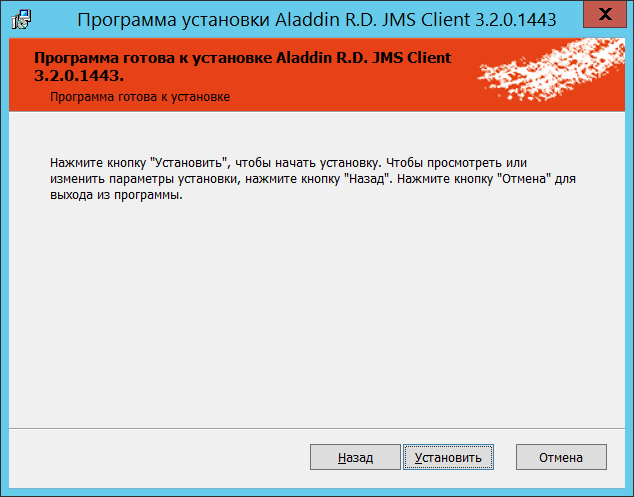 Программа установки Aladdin R.D. JMS Client 3.2.0.1443
X
Программа готова к установке Aladdin R.D. JMS Client
3.2.0.1443.
Программа готова к установке
Нажмите кнопку "Установить", чтобы начать установку. Чтобы просмотреть или
изменить параметры установки, нажмите кнопку "Назад". Нажмите кнопку "Отмена" для
выхода из программы.
Назад
Установить
Отмена